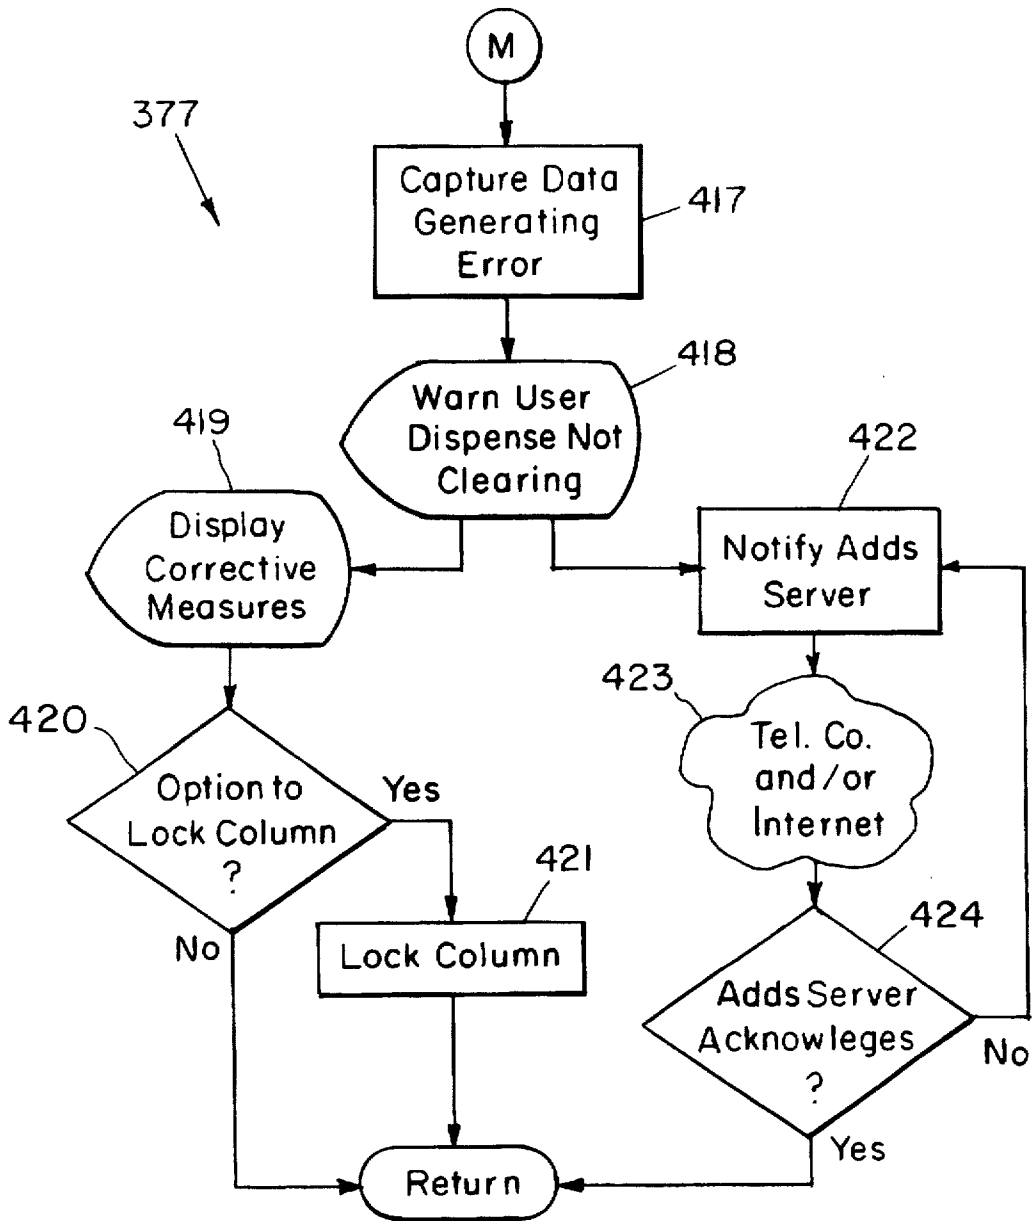 M
377
Capture Data
Generating
Error
417
Warn User
Dispense Not
Clearing
418
419
Display
Corrective
Measures
422
Notify Adds
Server
423
Tel. Co.
and/or
Internet
420
Option to
Lock Column
?
Yes
No
421
Lock Column
424
Adds Server
Acknowleges
?
No
Yes
Return